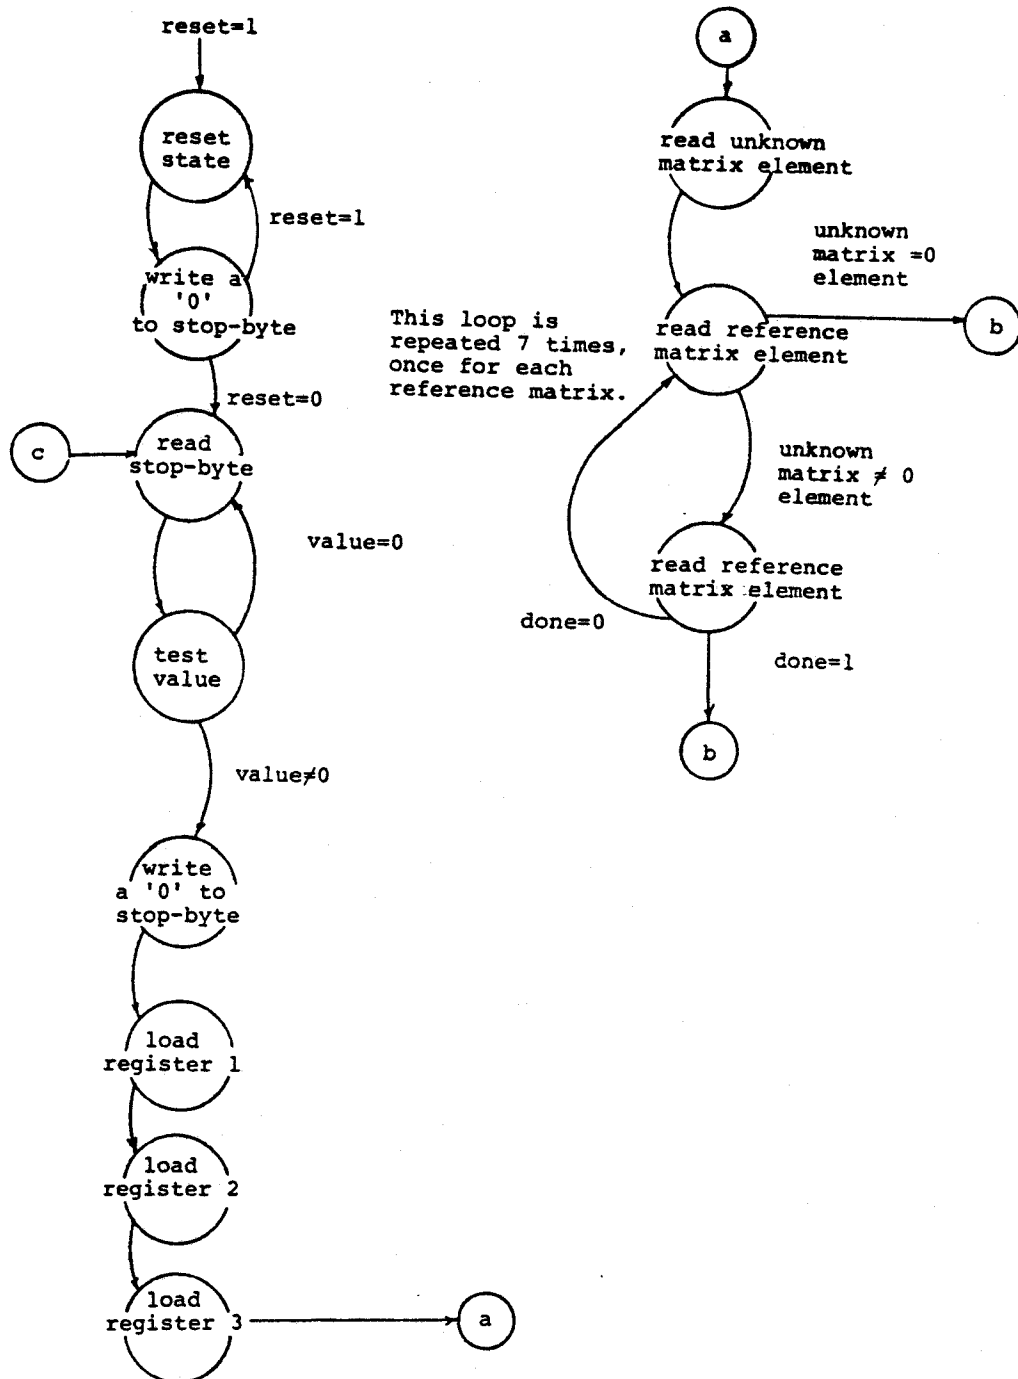 reset=1
reset
state
reset=1
write a
'0'
to stop-byte
reset=0
c
read
stop-byte
value=0
test
value
value≠0
write
a '0' to
stop-byte
load
register 1
load
register 2
load
register 3
a
a
read unknown
matrix element
unknown
matrix =0
element
This loop is
repeated 7 times,
once for each
reference matrix.
read reference
matrix element
b
unknown
matrix ≠ 0
element
read reference
matrix element
done=0
done=1
b